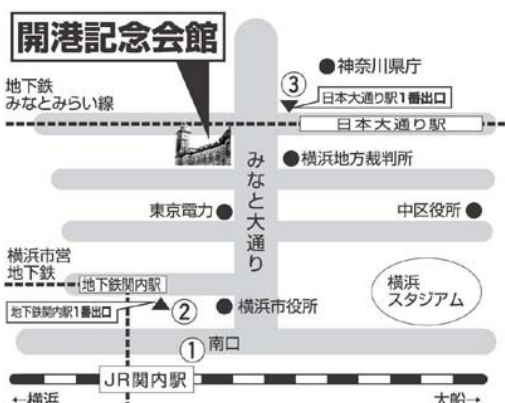 開港記念会館
●神奈川県庁
地下鉄
みなとみらい線
③
日本大通り駅1番出口
日本大通り駅
みなと大通り
●横浜地方裁判所
東京電力●
中区役所●
横浜市営
地下鉄
地下鉄関内駅
地下鉄関内駅1番出口
②
●横浜市役所
横浜
スタジアム
①
南口
JR関内駅
←横浜
大船→